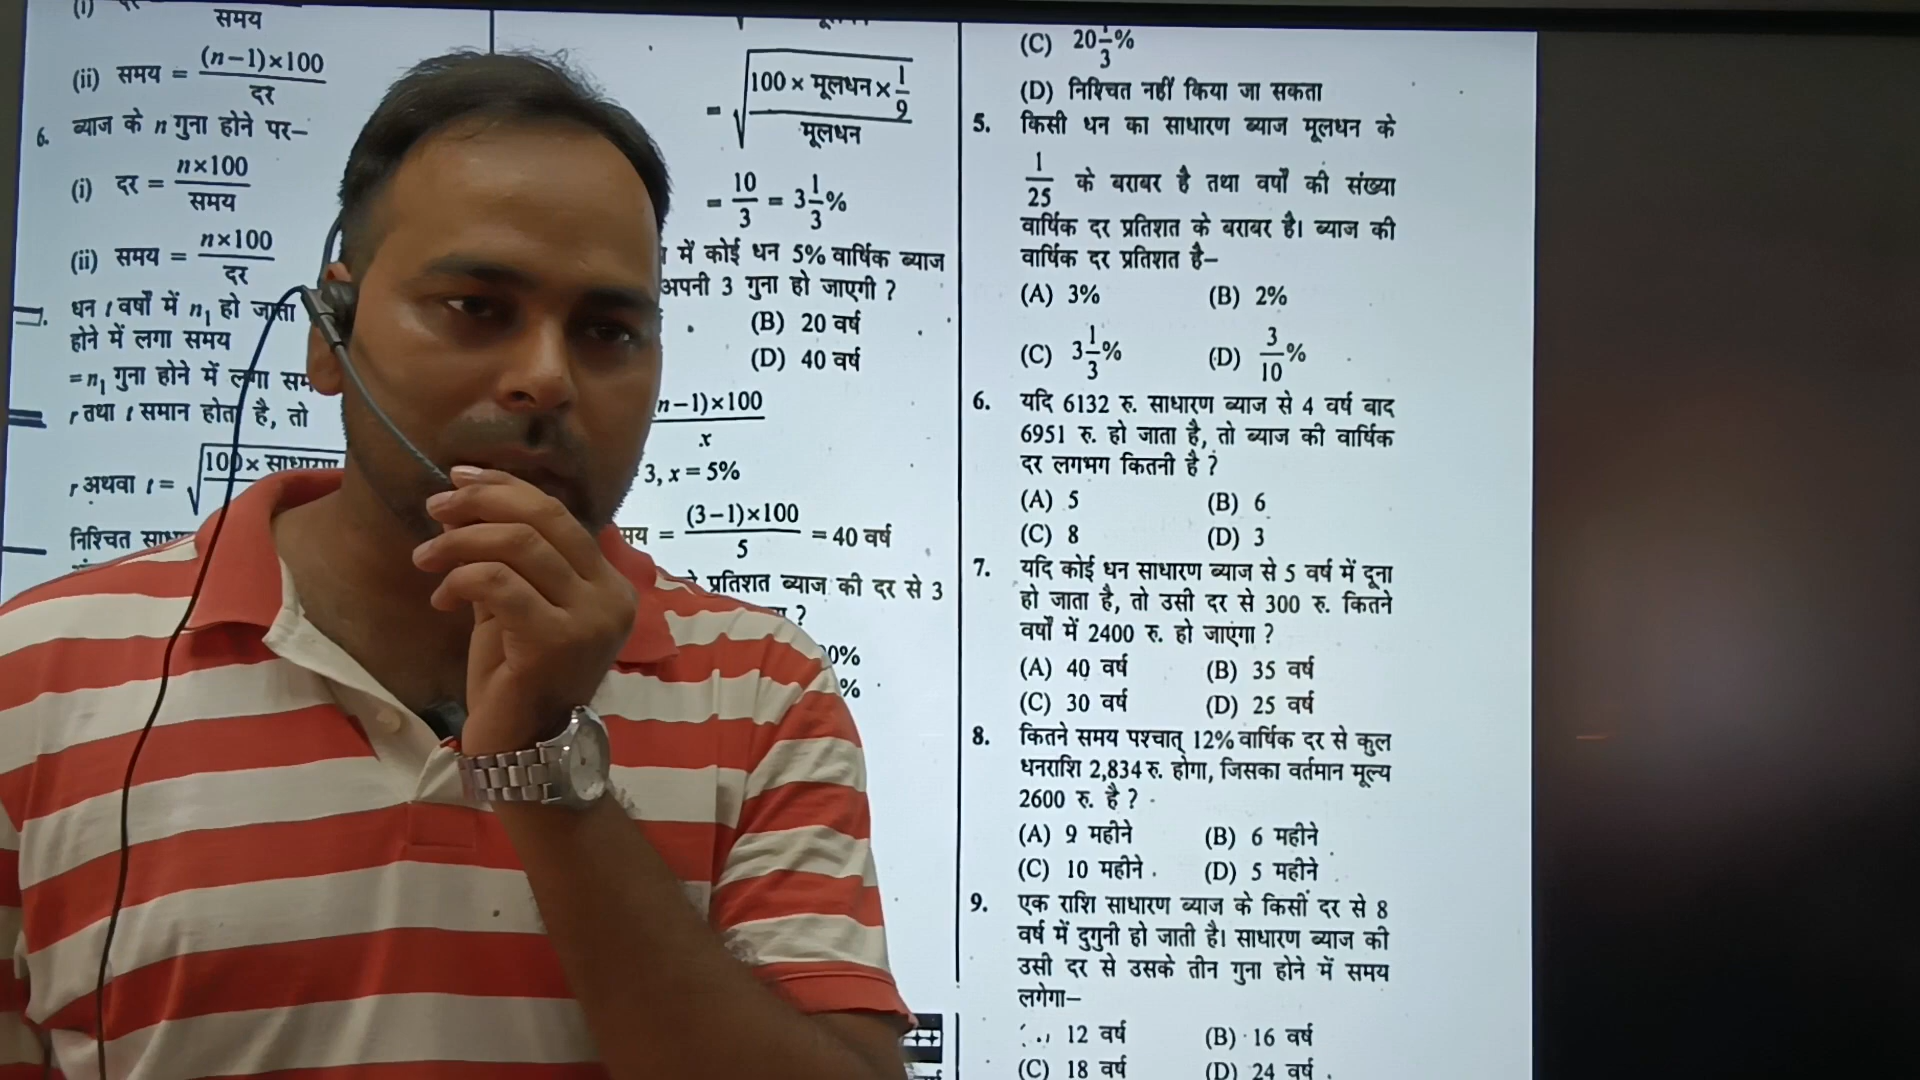 समय
(ii) समय = (n−1)×100 / दर
6. ब्याज के n गुना होने पर–
(i) दर = n×100 / समय
(ii) समय = n×100 / दर
धन t वर्षों में n₁ हो जाता
होने में लगा समय
= n₁ गुना होने में लगा
r तथा t समान होता है, तो
r अथवा t = √100×
निश्चित
= √(100 × मूलधन × 1/9 / मूलधन)
= 10/3 = 3 1/3%
में कोई धन 5% वार्षिक ब्याज
अपनी 3 गुना हो जाएगी ?
(B) 20 वर्ष
(D) 40 वर्ष
n−1)×100 / x
3, x = 5%
= (3−1)×100 / 5 = 40 वर्ष
प्रतिशत ब्याज की दर से 3
?
0%
%
(C) 20 1/3%
(D) निश्चित नहीं किया जा सकता
5. किसी धन का साधारण ब्याज मूलधन के
1/25 के बराबर है तथा वर्षों की संख्या
वार्षिक दर प्रतिशत के बराबर है। ब्याज की
वार्षिक दर प्रतिशत है–
(A) 3% (B) 2%
(C) 3 1/3% (D) 3/10%
6. यदि 6132 रु. साधारण ब्याज से 4 वर्ष बाद
6951 रु. हो जाता है, तो ब्याज की वार्षिक
दर लगभग कितनी है ?
(A) 5 (B) 6
(C) 8 (D) 3
7. यदि कोई धन साधारण ब्याज से 5 वर्ष में दूना
हो जाता है, तो उसी दर से 300 रु. कितने
वर्षों में 2400 रु. हो जाएगा ?
(A) 40 वर्ष (B) 35 वर्ष
(C) 30 वर्ष (D) 25 वर्ष
8. कितने समय पश्चात् 12% वार्षिक दर से कुल
धनराशि 2,834 रु. होगा, जिसका वर्तमान मूल्य
2600 रु. है ?
(A) 9 महीने (B) 6 महीने
(C) 10 महीने (D) 5 महीने
9. एक राशि साधारण ब्याज के किसी दर से 8
वर्ष में दुगुनी हो जाती है। साधारण ब्याज की
उसी दर से उसके तीन गुना होने में समय
लगेगा–
12 वर्ष (B) 16 वर्ष
(C) 18 वर्ष (D) 24 वर्ष